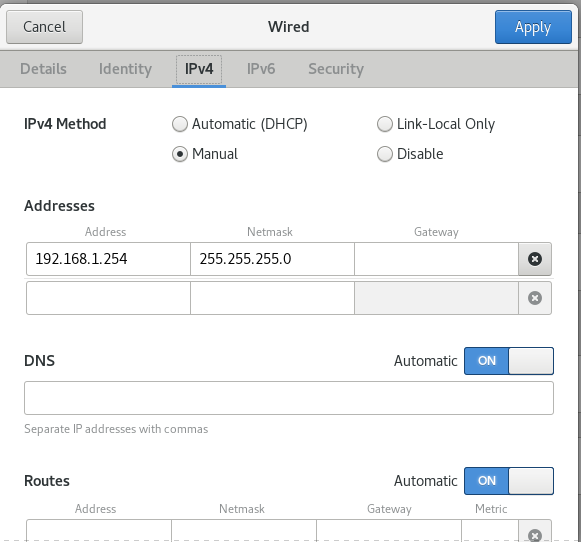 Cancel Wired Apply
Details Identity IPv4 IPv6 Security
IPv4 Method Automatic (DHCP) Link-Local Only
Manual Disable
Addresses
Address Netmask Gateway
192.168.1.254 255.255.255.0
DNS Automatic ON
Separate IP addresses with commas
Routes Automatic ON
Address Netmask Gateway Metric